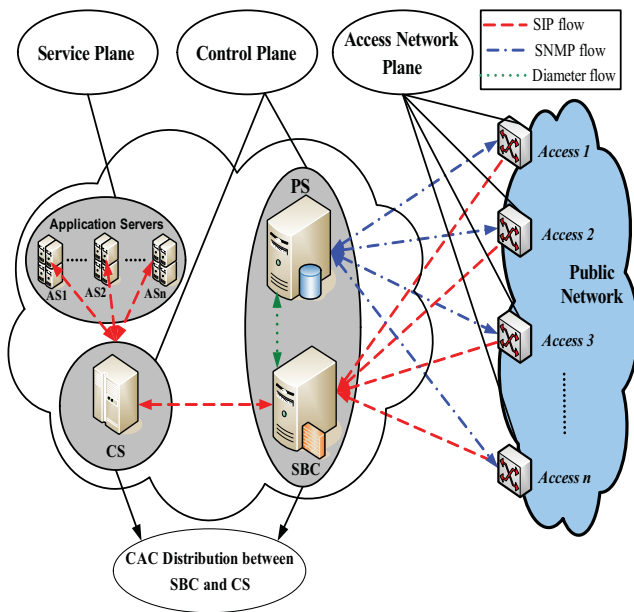 Service Plane
Control Plane
Access Network
Plane
SIP flow
SNMP flow
Diameter flow
Application Servers
AS1
AS2
ASn
PS
CS
SBC
Access 1
Access 2
Public
Network
Access 3
Access n
CAC Distribution between
SBC and CS